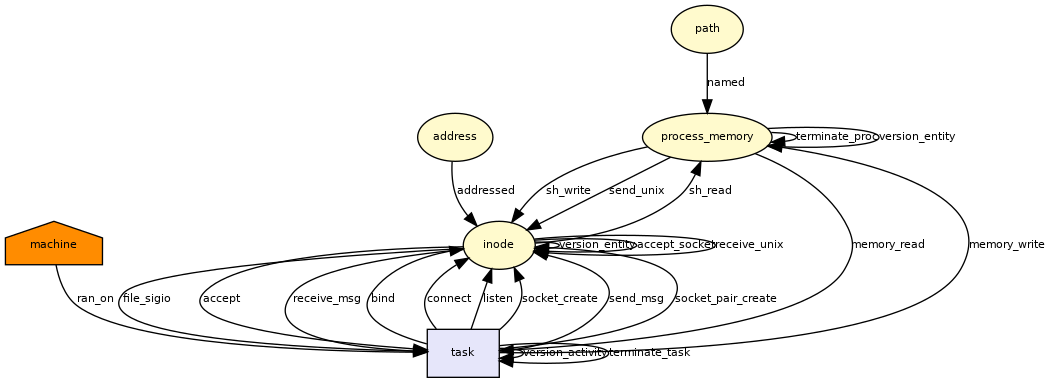 path
named
address
process_memory
terminate_proc
version_entity
addressed
sh_write
send_unix
sh_read
machine
inode
version_entity
accept_socket
receive_unix
memory_read
memory_write
ran_on
file_sigio
accept
receive_msg
bind
connect
listen
socket_create
send_msg
socket_pair_create
task
version_activity
terminate_task